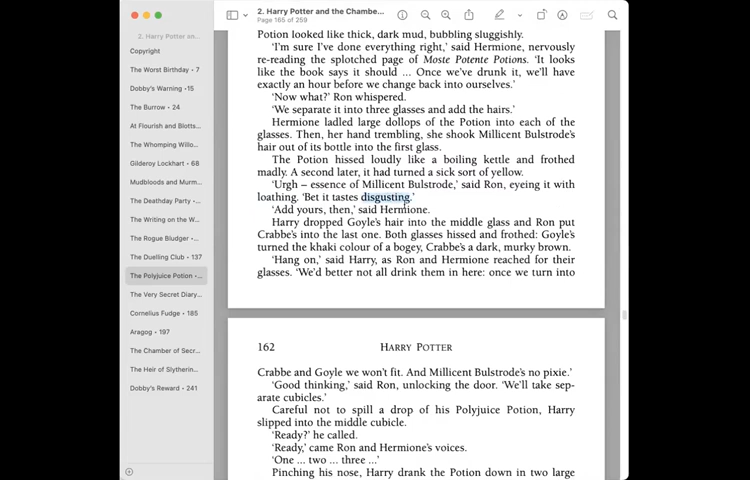 2. Harry Potter and the Chambe...
Page 165 of 259
2. Harry Potter an...
Copyright
The Worst Birthday • 7
Dobby's Warning •15
The Burrow • 24
At Flourish and Blotts...
The Whomping Willo...
Gilderoy Lockhart • 68
Mudbloods and Murm...
The Deathday Party •...
The Writing on the W...
The Rogue Bludger •...
The Duelling Club • 137
The Polyjuice Potion •...
The Very Secret Diary...
Cornelius Fudge • 185
Aragog • 197
The Chamber of Secr...
The Heir of Slytherin...
Dobby's Reward • 241
Potion looked like thick, dark mud, bubbling sluggishly.
‘I’m sure I’ve done everything right,’ said Hermione, nervously
re-reading the splotched page of Moste Potente Potions. ‘It looks
like the book says it should ... Once we’ve drunk it, we’ll have
exactly an hour before we change back into ourselves.’
‘Now what?’ Ron whispered.
‘We separate it into three glasses and add the hairs.’
Hermione ladled large dollops of the Potion into each of the
glasses. Then, her hand trembling, she shook Millicent Bulstrode’s
hair out of its bottle into the first glass.
The Potion hissed loudly like a boiling kettle and frothed
madly. A second later, it had turned a sick sort of yellow.
‘Urgh – essence of Millicent Bulstrode,’ said Ron, eyeing it with
loathing. ‘Bet it tastes disgusting.’
‘Add yours, then,’ said Hermione.
Harry dropped Goyle’s hair into the middle glass and Ron put
Crabbe’s into the last one. Both glasses hissed and frothed: Goyle’s
turned the khaki colour of a bogey, Crabbe’s a dark, murky brown.
‘Hang on,’ said Harry, as Ron and Hermione reached for their
glasses. ‘We’d better not all drink them in here: once we turn into
162 HARRY POTTER
Crabbe and Goyle we won’t fit. And Millicent Bulstrode’s no pixie.’
‘Good thinking,’ said Ron, unlocking the door. ‘We’ll take sep-
arate cubicles.’
Careful not to spill a drop of his Polyjuice Potion, Harry
slipped into the middle cubicle.
‘Ready?’ he called.
‘Ready,’ came Ron and Hermione’s voices.
‘One ... two ... three ...’
Pinching his nose, Harry drank the Potion down in two large